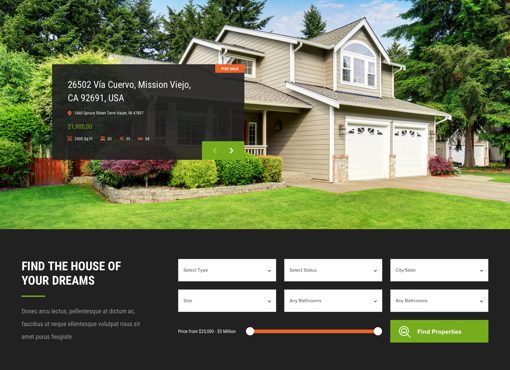 FOR SALE
26502 Vía Cuervo, Mission Viejo,
CA 92691, USA
1460 Spruce Street Terre Haute, IN 47807
$1,900,00
2400 Sq Ft 03 05 04
FIND THE HOUSE OF
YOUR DREAMS
Donec arcu lectus, pellentesque at dictum ac,
faucibus ut neque ellentesque volutpat risus sit
amet purus feugiate
Select Type
Select Status
City/State
Size
Any Bathrooms
Any Bathrooms
Price from $25,000 - $5 Million
Find Properties